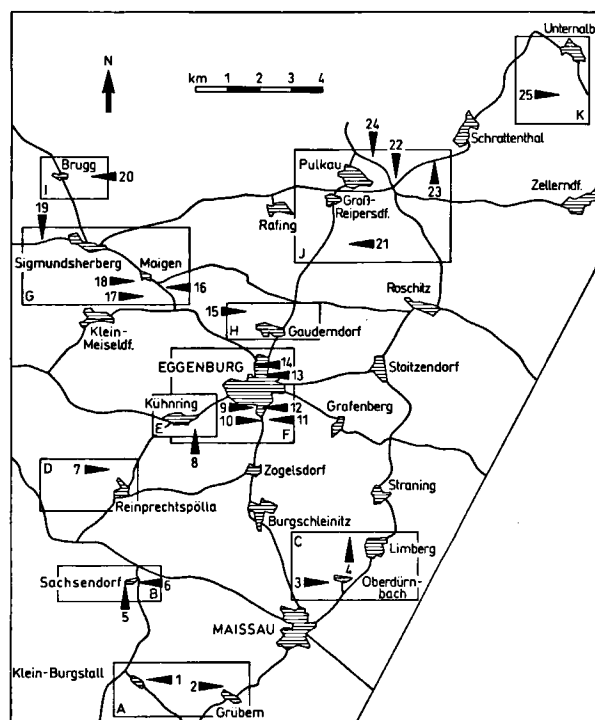 Unternalb
N
km 1 2 3 4
25
K
24
22
Schrattenthal
Pulkau
Brugg
20
I
23
Zellerndf.
19
Groß-
Reipersdf.
Rafing
21
J
Sigmundsherberg
Maigen
18
16
G
17
15
H
Gauderndorf
Roschitz
Klein-
Meiseldf.
EGGENBURG
14
13
Stoitzendorf
Kühnring
9
12
10
11
E
F
8
Grafenberg
D
7
Zogelsdorf
Reinprechtspölla
Straning
Burgschleinitz
C
Limberg
4
3
Oberdürn-
bach
Sachsendorf
6
B
5
MAISSAU
Klein-Burgstall
1
2
A
Grübern